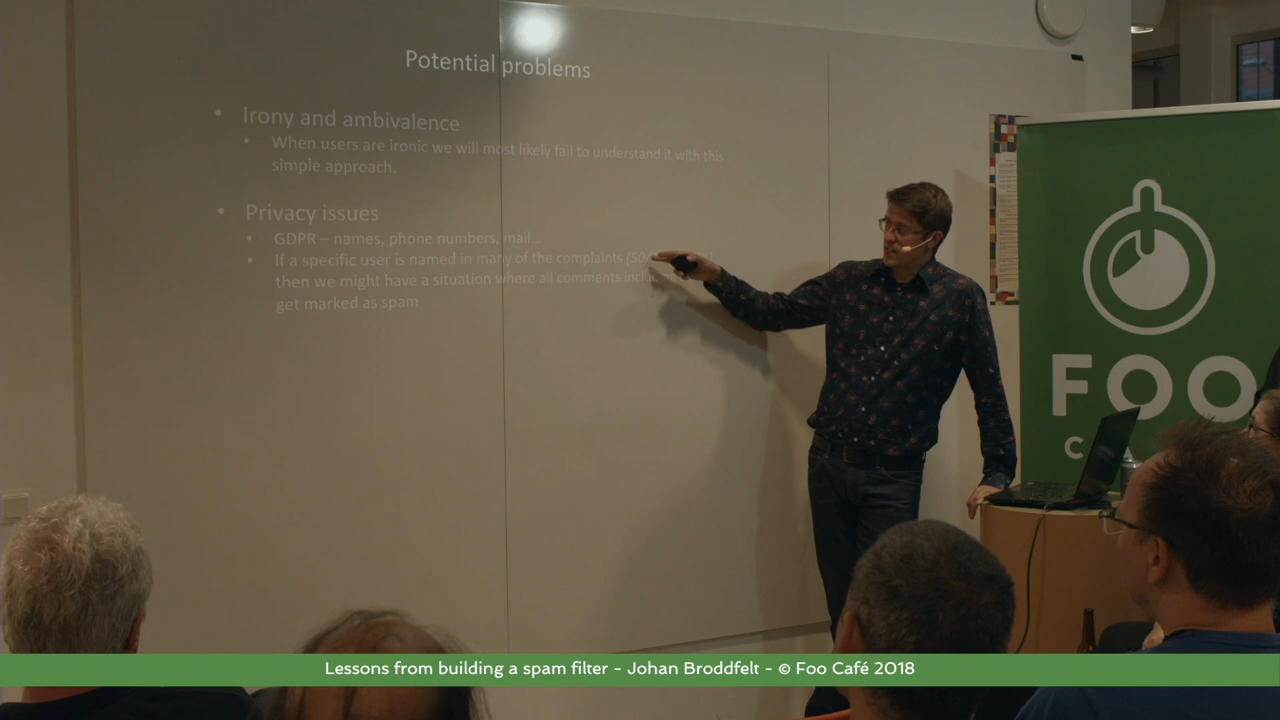 Potential problems
• Irony and ambivalence
• When users are ironic we will most likely fail to understand it with this
simple approach.
• Privacy issues
• GDPR – names, phone numbers, mail...
• If a specific user is named in many of the complaints
then we might have a situation where all comments
get marked as spam
FOO
C
Lessons from building a spam filter - Johan Broddfelt - © Foo Café 2018